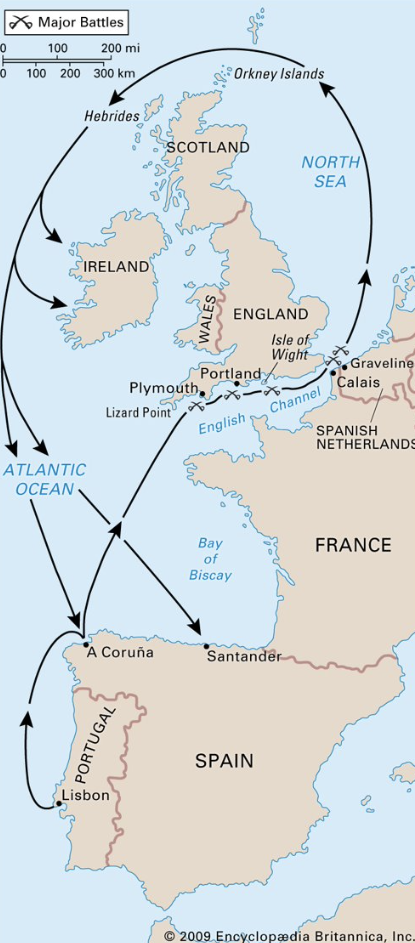 Major Battles
0 100 200 mi
0 100 200 300 km
Orkney Islands
Hebrides
SCOTLAND
NORTH
SEA
IRELAND
WALES
ENGLAND
Isle of
Wight
Portland
Plymouth
Graveline
Calais
Lizard Point
English Channel
SPANISH
NETHERLANDS
ATLANTIC
OCEAN
Bay
of
Biscay
FRANCE
A Coruña
Santander
PORTUGAL
SPAIN
Lisbon
© 2009 Encyclopædia Britannica, Inc.